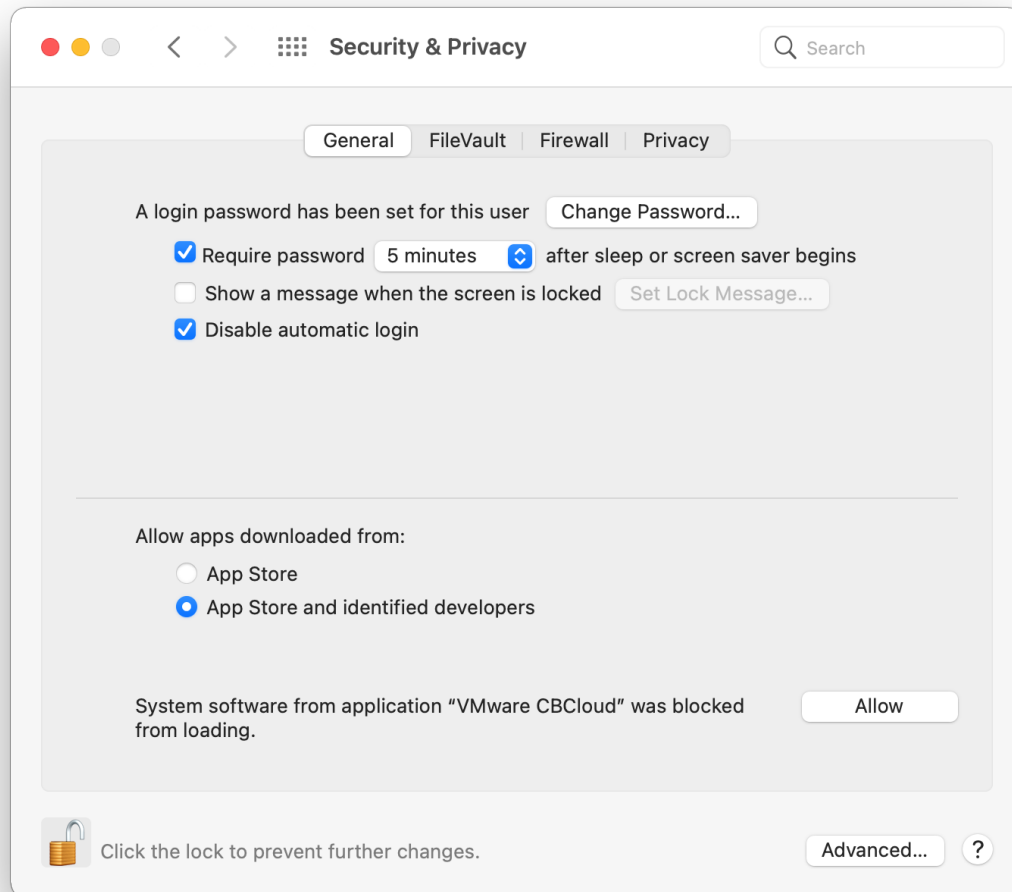 Security & Privacy
Search
General FileVault Firewall Privacy
A login password has been set for this user Change Password...
Require password 5 minutes after sleep or screen saver begins
Show a message when the screen is locked Set Lock Message...
Disable automatic login
Allow apps downloaded from:
App Store
App Store and identified developers
System software from application “VMware CBCloud” was blocked
from loading.
Allow
Click the lock to prevent further changes.
Advanced...
?